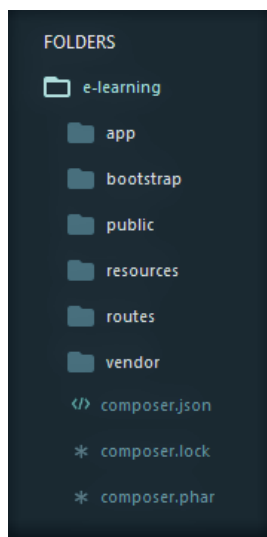 FOLDERS
e-learning
app
bootstrap
public
resources
routes
vendor
composer.json
composer.lock
composer.phar